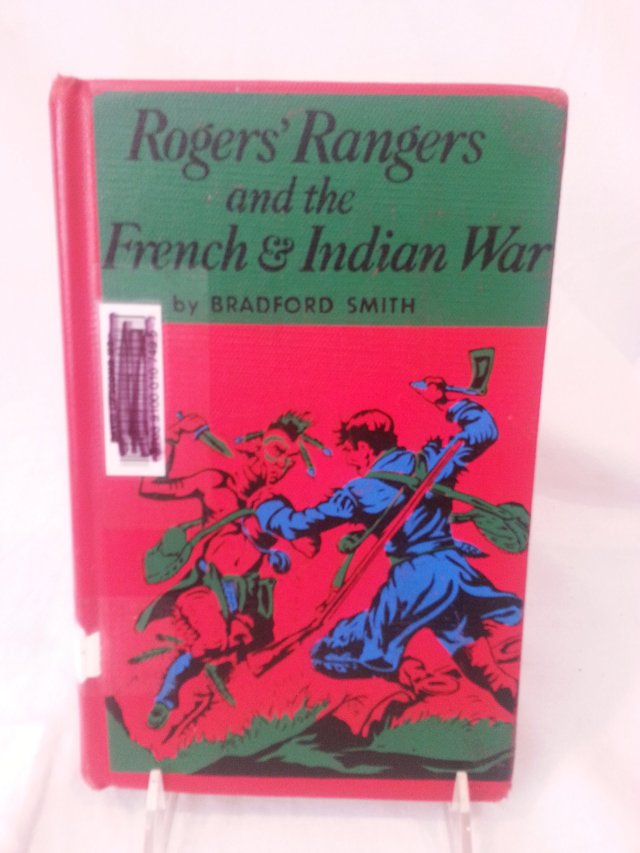 Rogers' Rangers
and the
French & Indian War
by BRADFORD SMITH